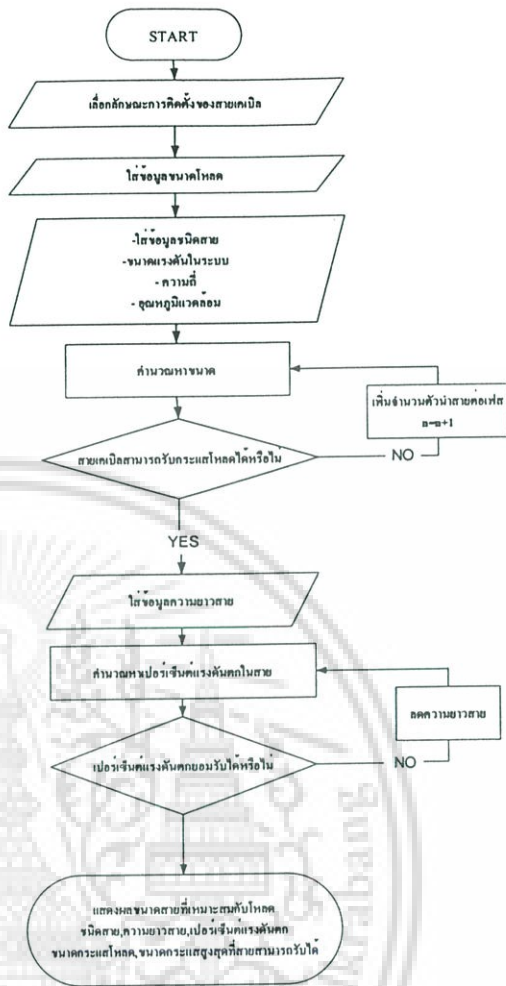 START
เลือกลักษณะการติดตั้งของสายเคเบิล
ใส่ข้อมูลขนาดโหลด
-ใส่ข้อมูลชนิดสาย
-ขนาดแรงดันในระบบ
- ความถี่
- อุณหภูมิแวดล้อม
คำนวณหาขนาด
เพิ่มจำนวนตัวนำสายต่อเฟส
n=n+1
สายเคเบิลสามารถรับกระแสโหลดได้หรือไม่
NO
YES
ใส่ข้อมูลความยาวสาย
คำนวณหาเปอร์เซ็นต์แรงดันตกในสาย
ลดความยาวสาย
เปอร์เซ็นต์แรงดันตกยอมรับได้หรือไม่
NO
แสดงผลขนาดสายที่เหมาะสมกับโหลด
ชนิดสาย,ความยาวสาย,เปอร์เซ็นต์แรงดันตก
ขนาดกระแสโหลด,ขนาดกระแสสูงสุดที่สายสามารถรับได้